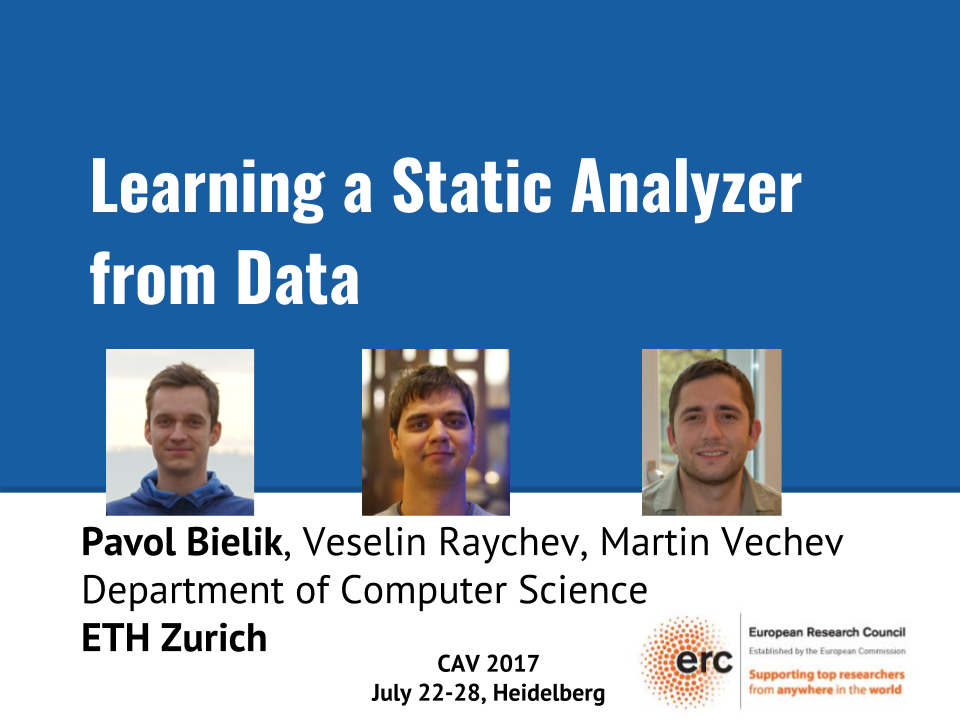 Learning a Static Analyzer
from Data
Pavol Bielik, Veselin Raychev, Martin Vechev
Department of Computer Science
ETH Zurich
CAV 2017
July 22-28, Heidelberg
erc
European Research Council
Established by the European Commission
Supporting top researchers
from anywhere in the world